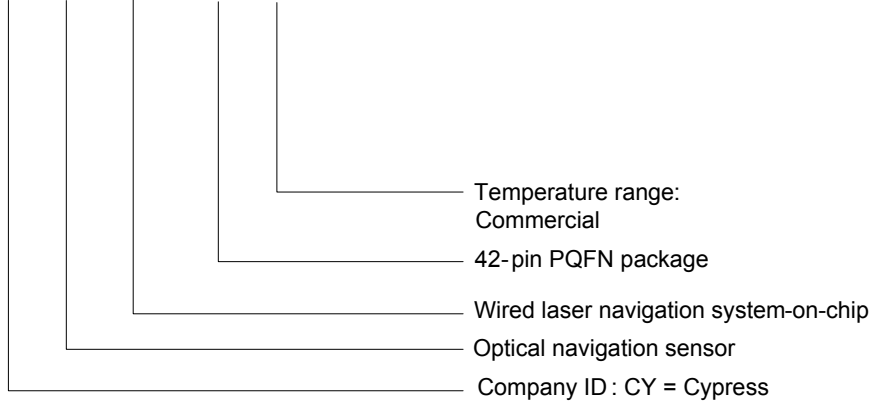 Temperature range:
Commercial
42-pin PQFN package
Wired laser navigation system-on-chip
Optical navigation sensor
Company ID : CY = Cypress